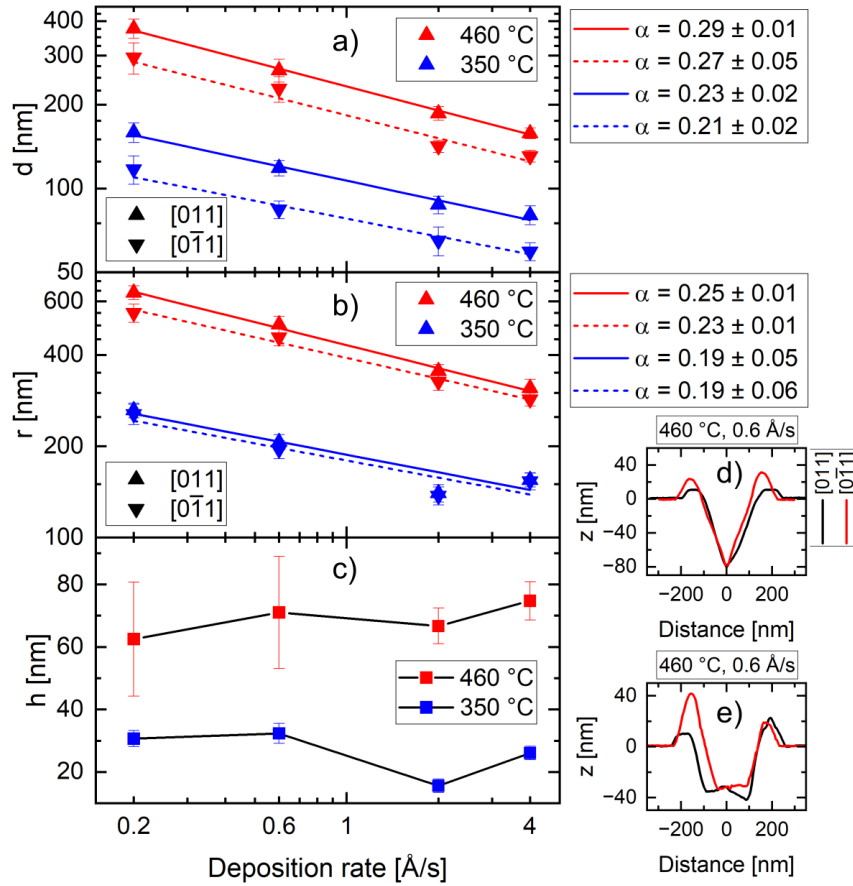 a)
460 °C
350 °C
[011]
[01̅1]
400
300
200
100
50
d [nm]
α = 0.29 ± 0.01
α = 0.27 ± 0.05
α = 0.23 ± 0.02
α = 0.21 ± 0.02
b)
460 °C
350 °C
[011]
[01̅1]
600
400
200
100
r [nm]
α = 0.25 ± 0.01
α = 0.23 ± 0.01
α = 0.19 ± 0.05
α = 0.19 ± 0.06
c)
460 °C
350 °C
80
60
40
20
h [nm]
0.2 0.6 1 2 4
Deposition rate [Å/s]
460 °C, 0.6 Å/s
d)
40
0
−40
−80
z [nm]
−200 0 200
Distance [nm]
[011]
[01̅1]
460 °C, 0.6 Å/s
e)
40
0
−40
z [nm]
−200 0 200
Distance [nm]